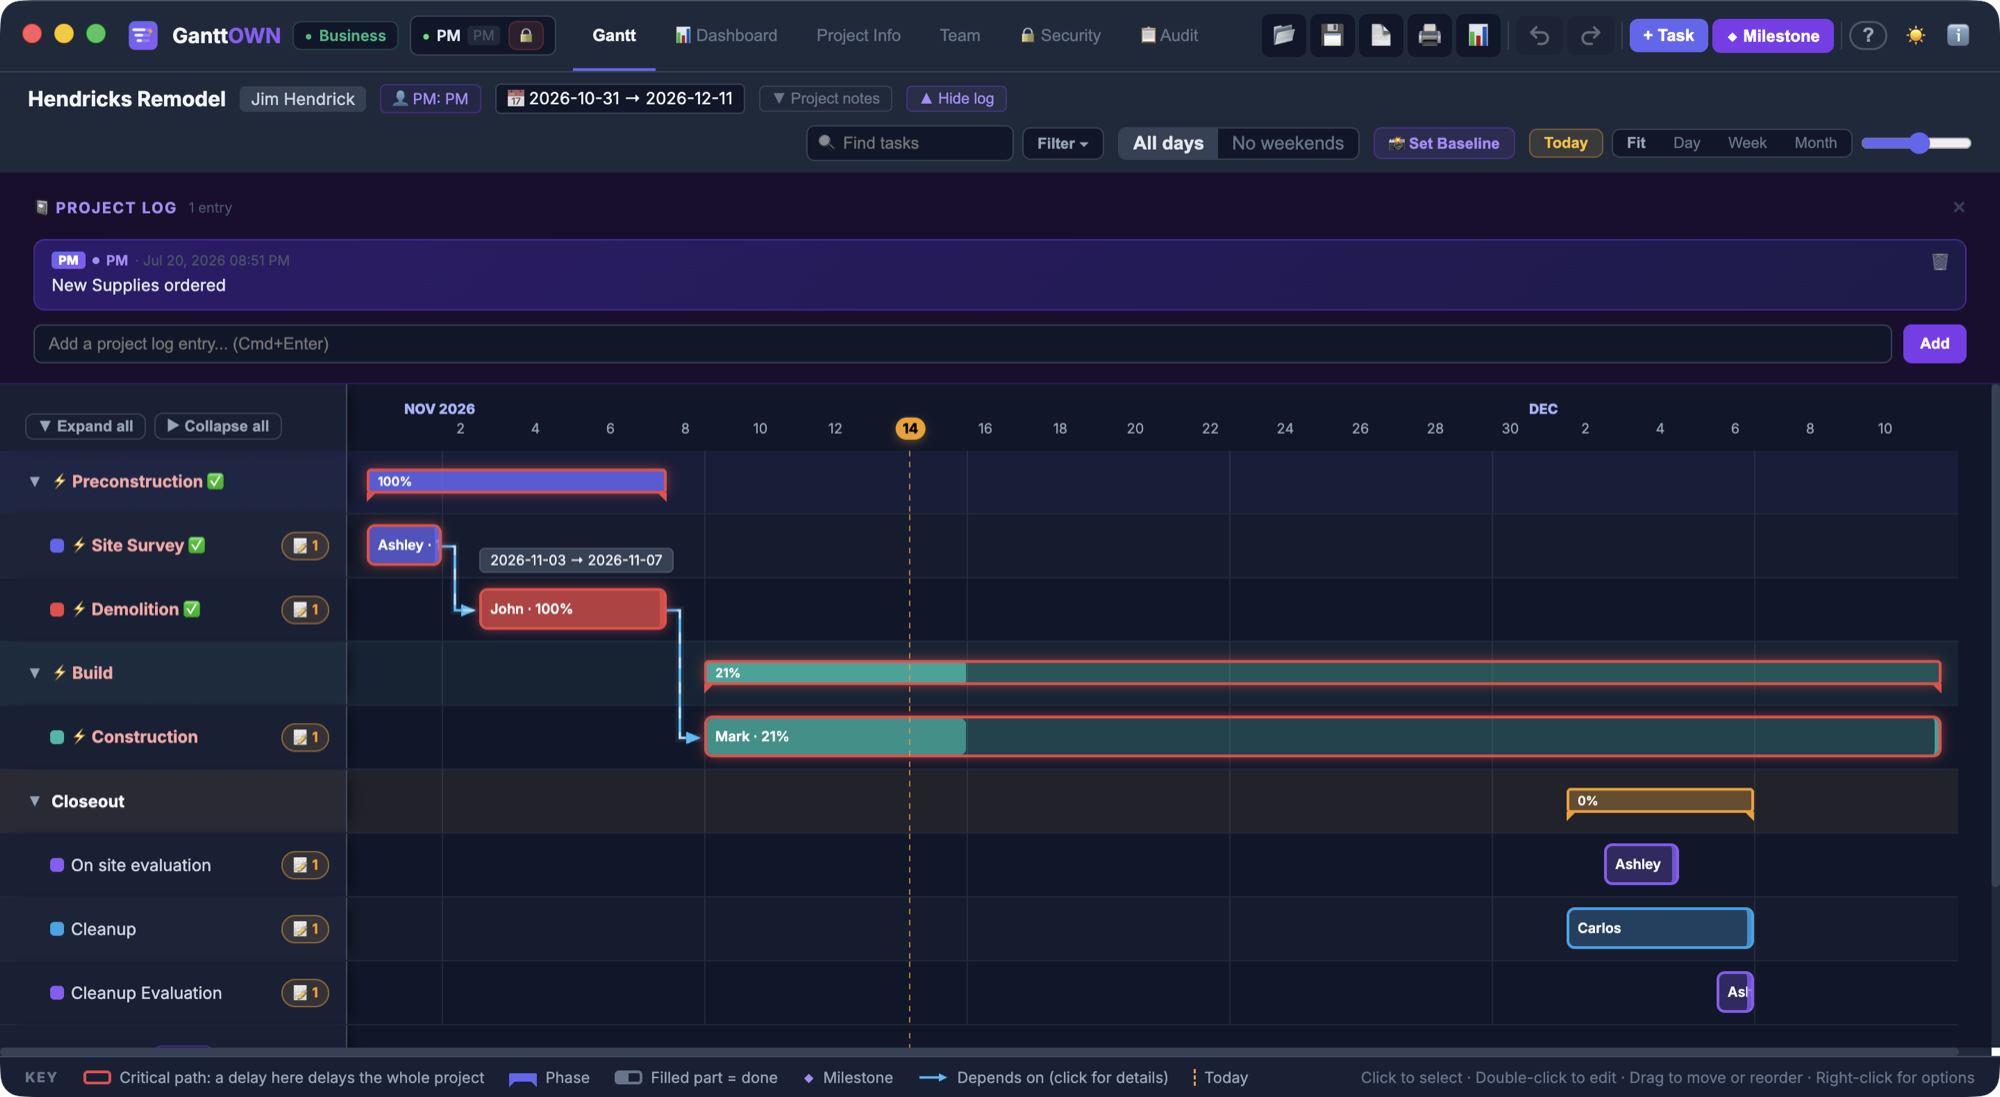 GanttOWN
Business
PM PM
Gantt
Dashboard
Project Info
Team
Security
Audit
+ Task
Milestone
?
Hendricks Remodel
Jim Hendrick
PM: PM
2026-10-31 → 2026-12-11
▼ Project notes
▲ Hide log
Find tasks
Filter
All days
No weekends
Set Baseline
Today
Fit
Day
Week
Month
PROJECT LOG 1 entry
PM PM · Jul 20, 2026 08:51 PM
New Supplies ordered
Add a project log entry... (Cmd+Enter)
Add
▼ Expand all
▶ Collapse all
NOV 2026
DEC
2 4 6 8 10 12 14 16 18 20 22 24 26 28 30 2 4 6 8 10
Preconstruction
100%
Site Survey
1
Ashley ·
2026-11-03 → 2026-11-07
Demolition
1
John · 100%
Build
21%
Construction
1
Mark · 21%
Closeout
0%
On site evaluation
1
Ashley
Cleanup
1
Carlos
Cleanup Evaluation
1
KEY
Critical path: a delay here delays the whole project
Phase
Filled part = done
Milestone
Depends on (click for details)
Today
Click to select · Double-click to edit · Drag to move or reorder · Right-click for options